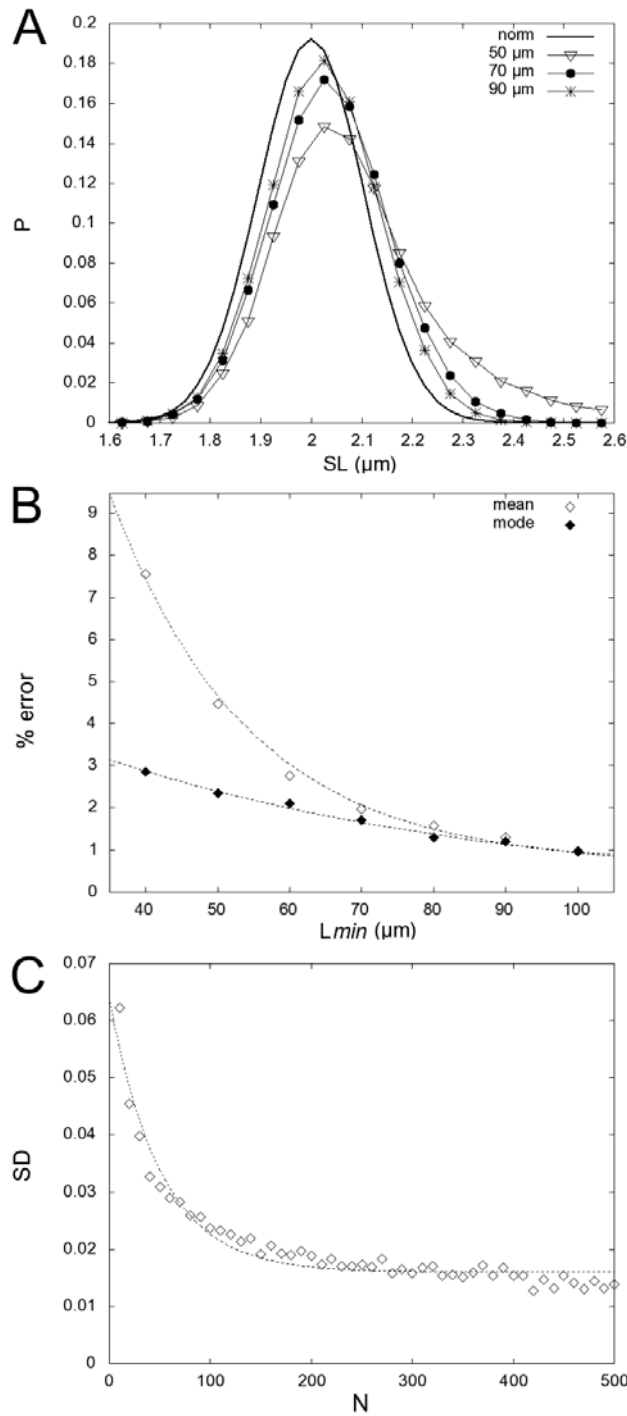 A
norm
50 µm
70 µm
90 µm
0.2
0.18
0.16
0.14
0.12
0.1
0.08
0.06
0.04
0.02
0
P
1.6 1.7 1.8 1.9 2 2.1 2.2 2.3 2.4 2.5 2.6
SL (µm)
B
mean
mode
9
8
7
6
5
4
3
2
1
0
% error
40 50 60 70 80 90 100
Lmin (µm)
C
0.07
0.06
0.05
0.04
0.03
0.02
0.01
0
SD
0 100 200 300 400 500
N